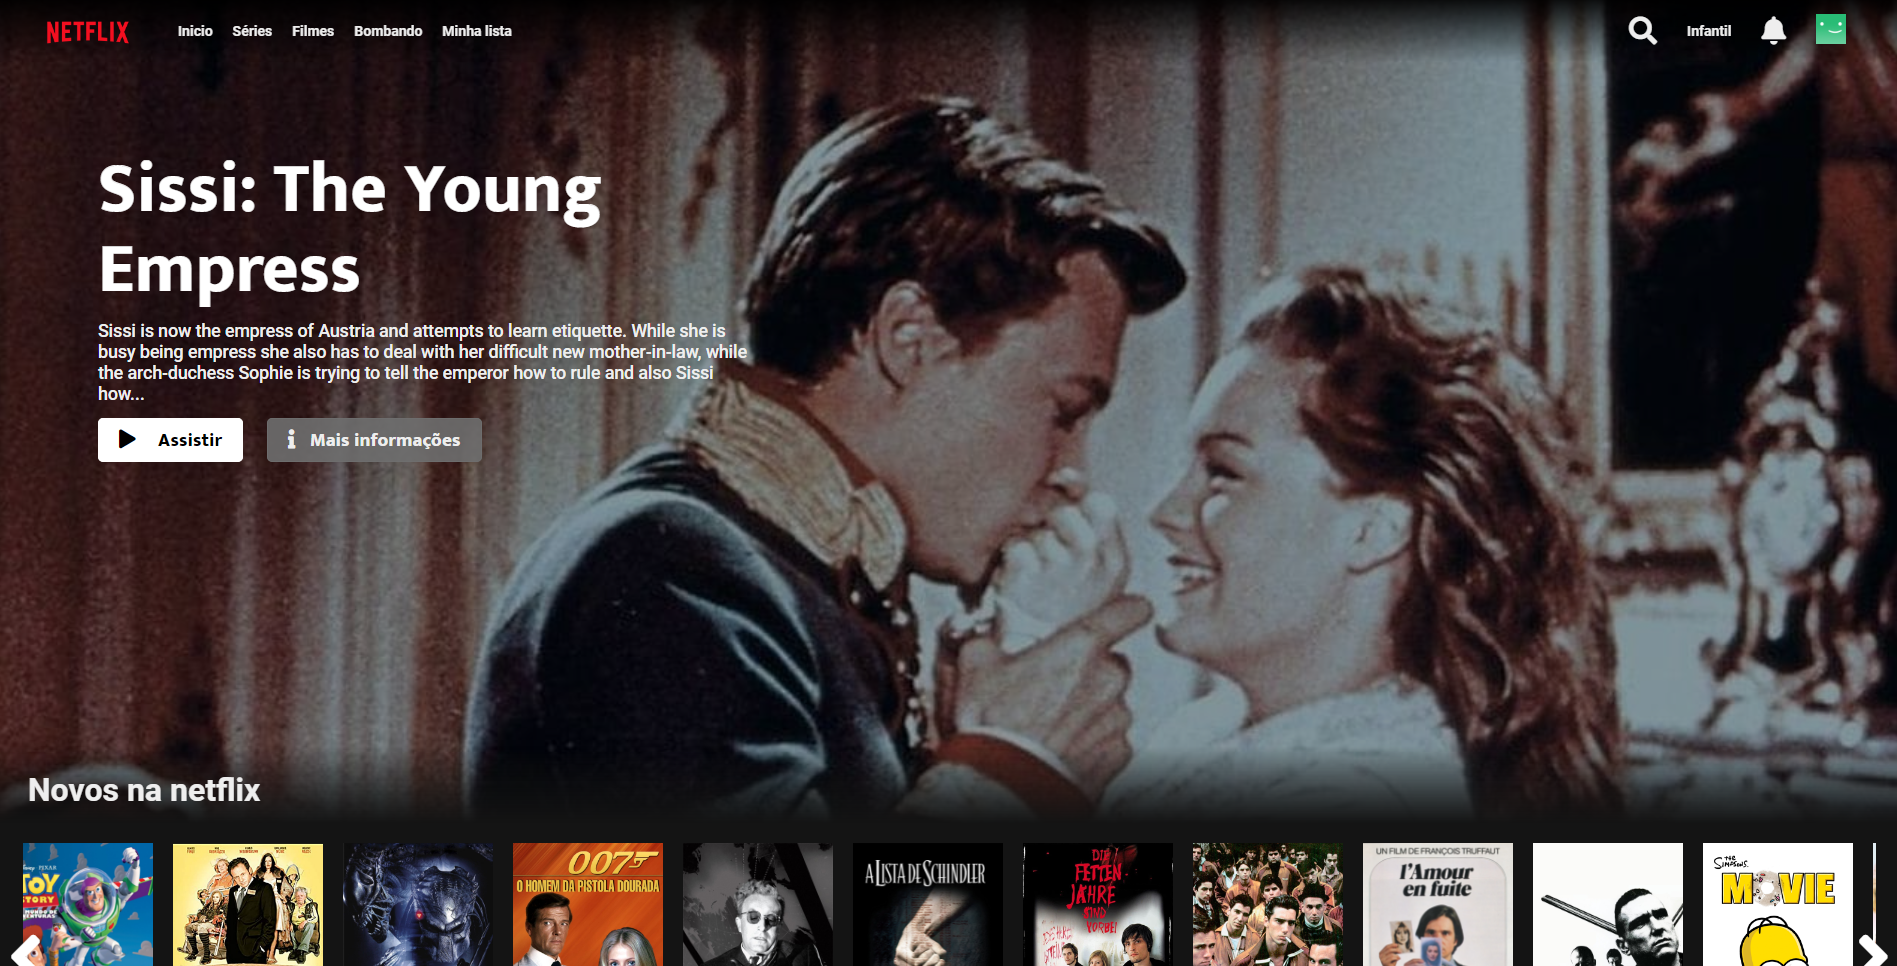 NETFLIX
Inicio
Séries
Filmes
Bombando
Minha lista
Infantil
Sissi: The Young
Empress
Sissi is now the empress of Austria and attempts to learn etiquette. While she is
busy being empress she also has to deal with her difficult new mother-in-law, while
the arch-duchess Sophie is trying to tell the emperor how to rule and also Sissi
how...
Assistir
Mais informações
Novos na netflix
PIXAR
TOY
STORY
007
O HOMEM DA PISTOLA DOURADA
A LISTA DE SCHINDLER
DIE
FETTEN
JAHRE
SIND
VORBEI
UN FILM DE FRANÇOIS TRUFFAUT
l'Amour
en fuite
THE
SIMPSONS
MOVIE